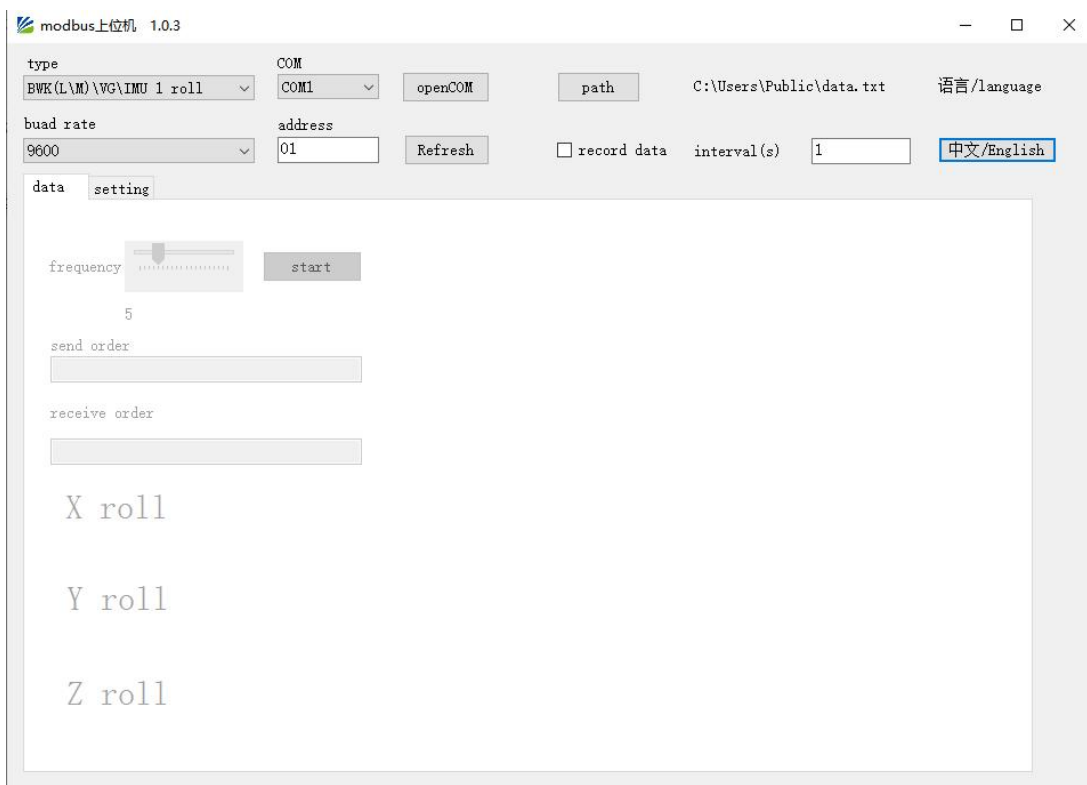 modbus上位机 1.0.3
type COM
BWK(L\M)\VG\IMU 1 roll COM1 openCOM path C:\Users\Public\data.txt 语言/language
buad rate address
9600 01 Refresh record data interval(s) 1 中文/English
data setting
frequency start
5
send order
receive order
X roll
Y roll
Z roll